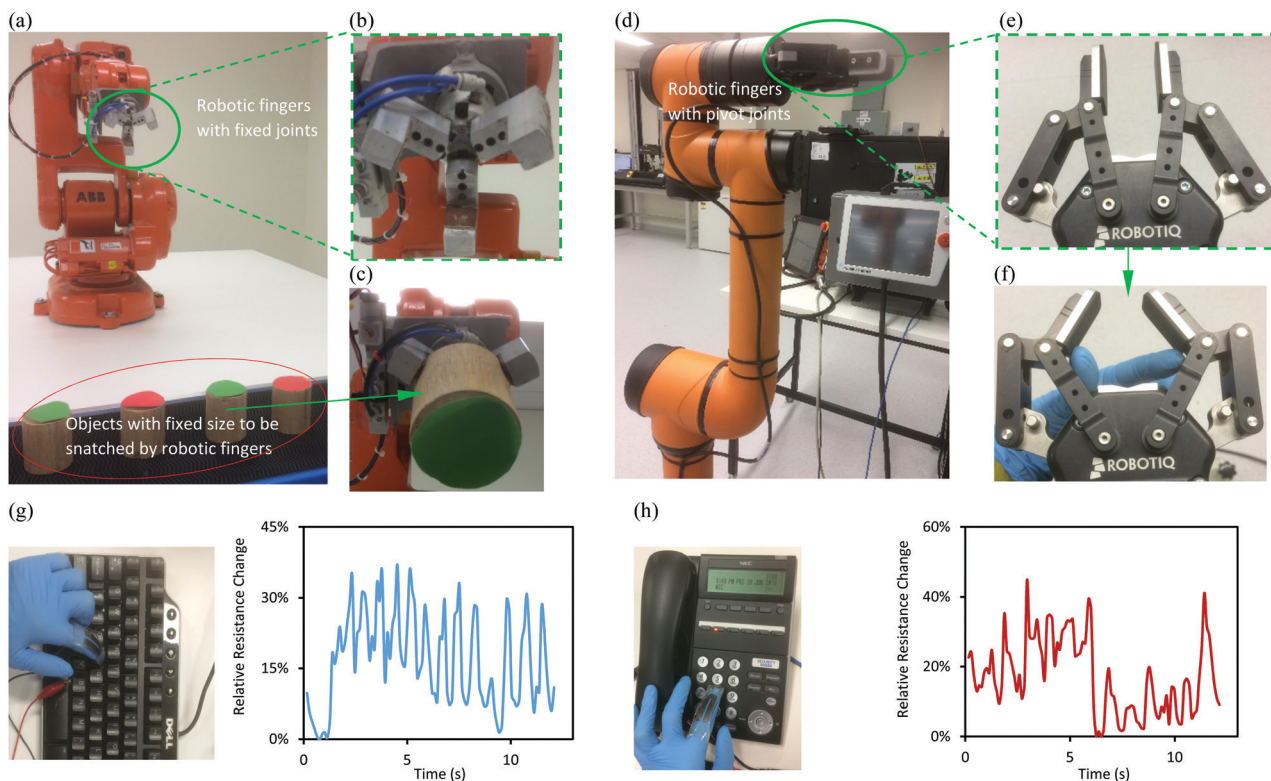 (a)
Robotic fingers
with fixed joints
ABB
Objects with fixed size to be
snatched by robotic fingers
(b)
(c)
(d)
Robotic fingers
with pivot joints
(e)
ROBOTIQ
(f)
ROBOTIQ
(g)
DELL
45%
30%
15%
0%
0
5
10
Relative Resistance Change
Time (s)
(h)
NEC
60%
40%
20%
0%
0
5
10
Relative Resistance Change
Time (s)